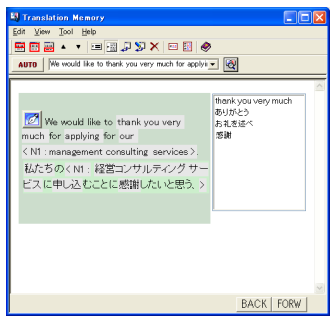 Translation Memory
Edit View Tool Help
AUTO We would like to thank you very much for applyi
We would like to thank you very
much for applying for our
< N1 : management consulting services >.
私たちの< N1 : 経営コンサルティング サー
ビスに申し込むことに感謝したいと思う. >
thank you very much
ありがとう
お礼を述べ
感謝
BACK FORW